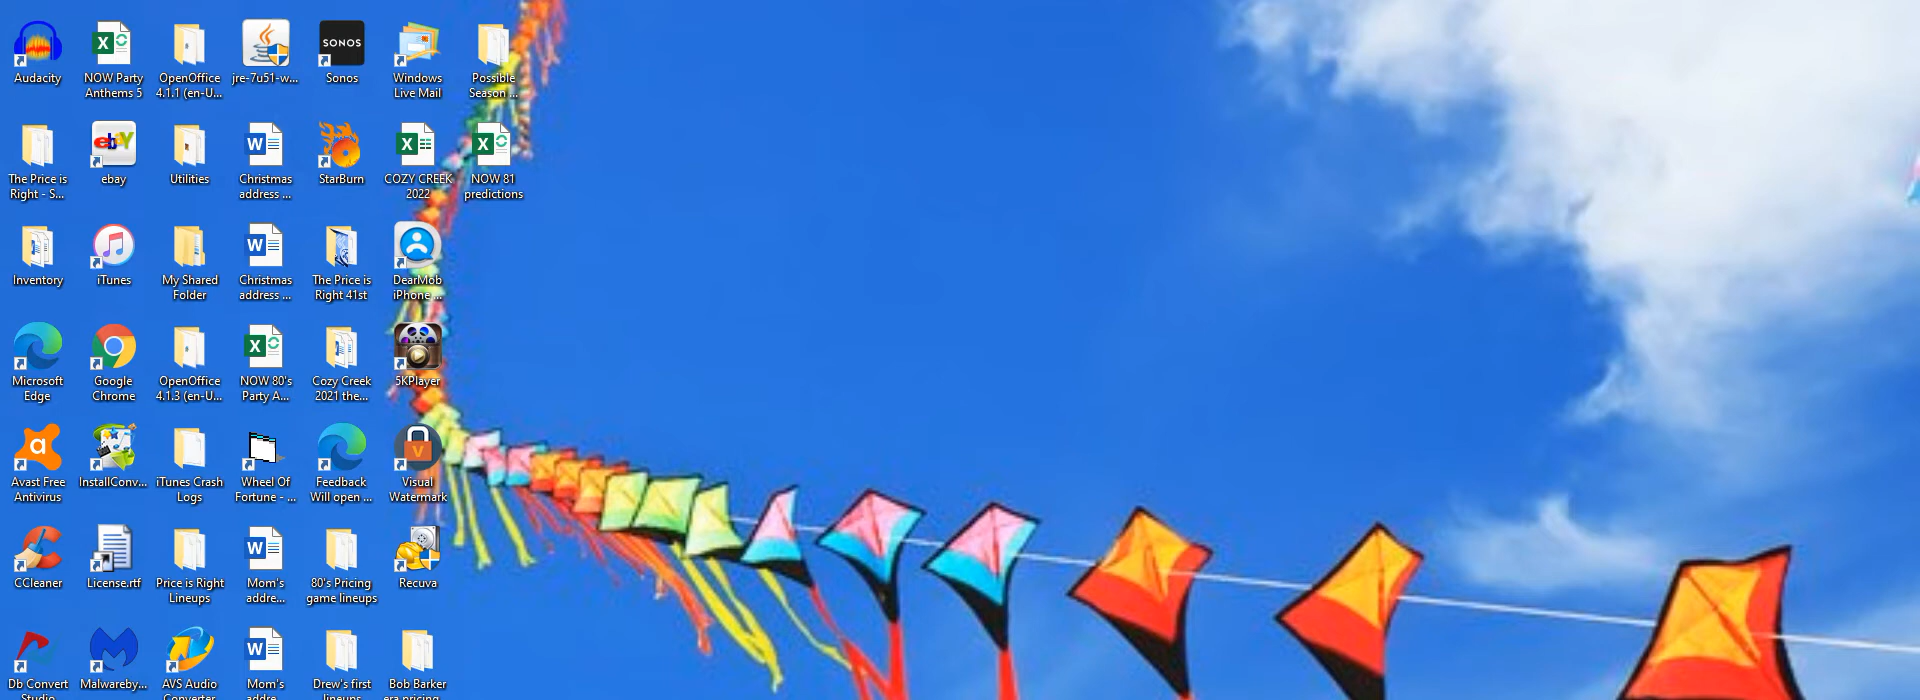 Audacity
NOW Party
Anthems 5
OpenOffice
4.1.1 (en-U...
jre-7u51-w...
SONOS
Sonos
Windows
Live Mail
Possible
Season ...
The Price is
Right - S...
ebay
ebay
Utilities
Christmas
address ...
StarBurn
COZY CREEK
2022
NOW 81
predictions
Inventory
iTunes
My Shared
Folder
Christmas
address ...
The Price is
Right 41st
DearMob
iPhone ...
Microsoft
Edge
Google
Chrome
OpenOffice
4.1.3 (en-U...
NOW 80's
Party A...
Cozy Creek
2021 the...
5KPlayer
Avast Free
Antivirus
InstallConv...
iTunes Crash
Logs
Wheel Of
Fortune - ...
Feedback
Will open ...
Visual
Watermark
CCleaner
License.rtf
Price is Right
Lineups
Mom's
addre...
80's Pricing
game lineups
Recuva
Db Convert
Studio
Malwareby...
AVS Audio
Converter
Mom's
addre...
Drew's first
lineups
Bob Barker
era pricing...